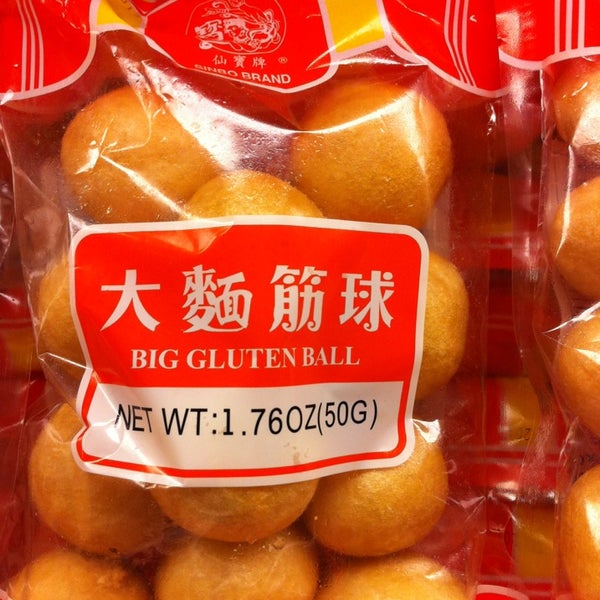 仙寶牌 ®
SINBO BRAND
大麵筋球
BIG GLUTEN BALL
NET WT:1.76OZ(50G)